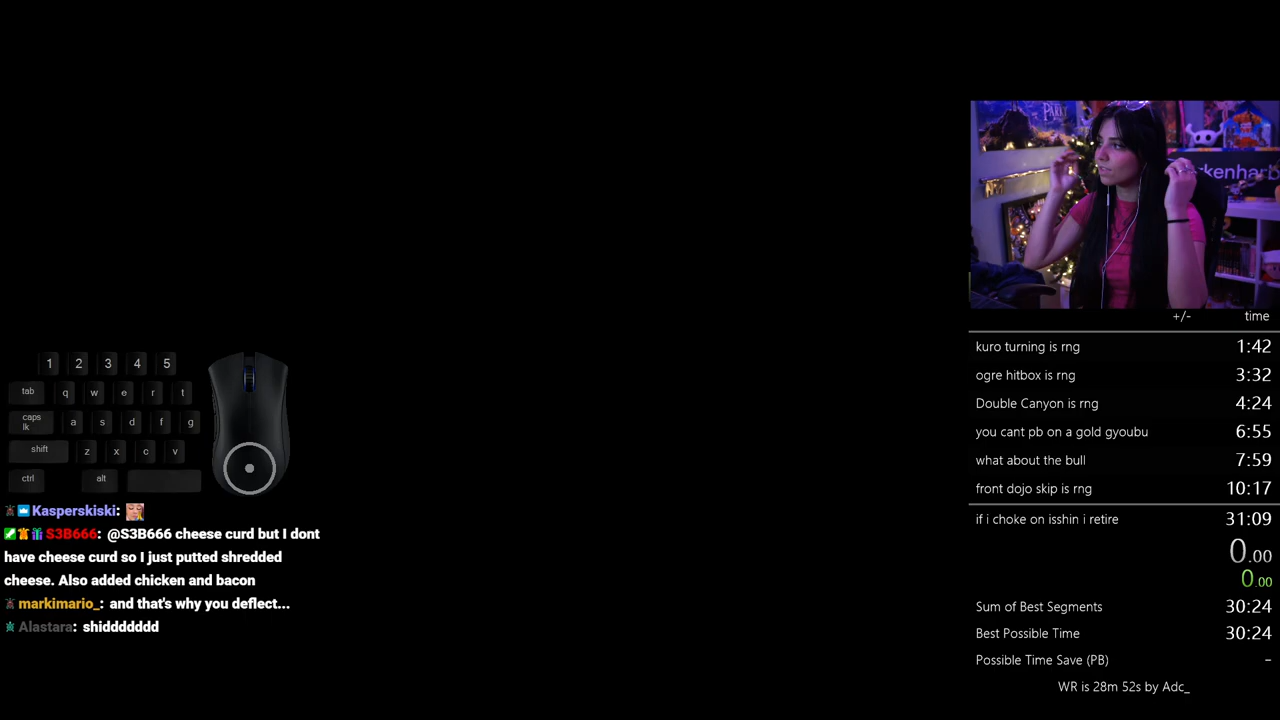 PARKY
kenhar
+/- time
kuro turning is rng 1:42
ogre hitbox is rng 3:32
Double Canyon is rng 4:24
you cant pb on a gold gyoubu 6:55
what about the bull 7:59
front dojo skip is rng 10:17
if i choke on isshin i retire 31:09
0.00
0.00
Sum of Best Segments 30:24
Best Possible Time 30:24
Possible Time Save (PB) -
WR is 28m 52s by Adc_
1 2 3 4 5
tab q w e r t
caps
lk a s d f g
shift z x c v
ctrl alt
Kasperskiski:
S3B666: @S3B666 cheese curd but I dont
have cheese curd so I just putted shredded
cheese. Also added chicken and bacon
markimario_: and that's why you deflect...
Alastara: shiddddddd